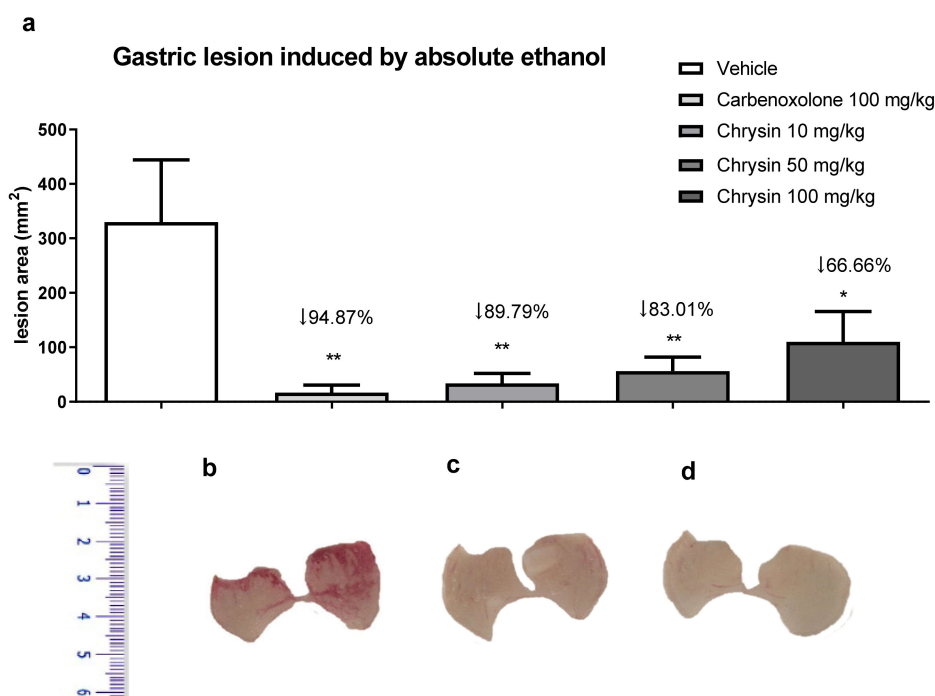 a
Gastric lesion induced by absolute ethanol
Vehicle
Carbenoxolone 100 mg/kg
Chrysin 10 mg/kg
Chrysin 50 mg/kg
Chrysin 100 mg/kg
lesion area (mm²)
500
400
300
200
100
0
↓94.87%
**
↓89.79%
**
↓83.01%
**
↓66.66%
*
b
c
d
0
1
2
3
4
5
6